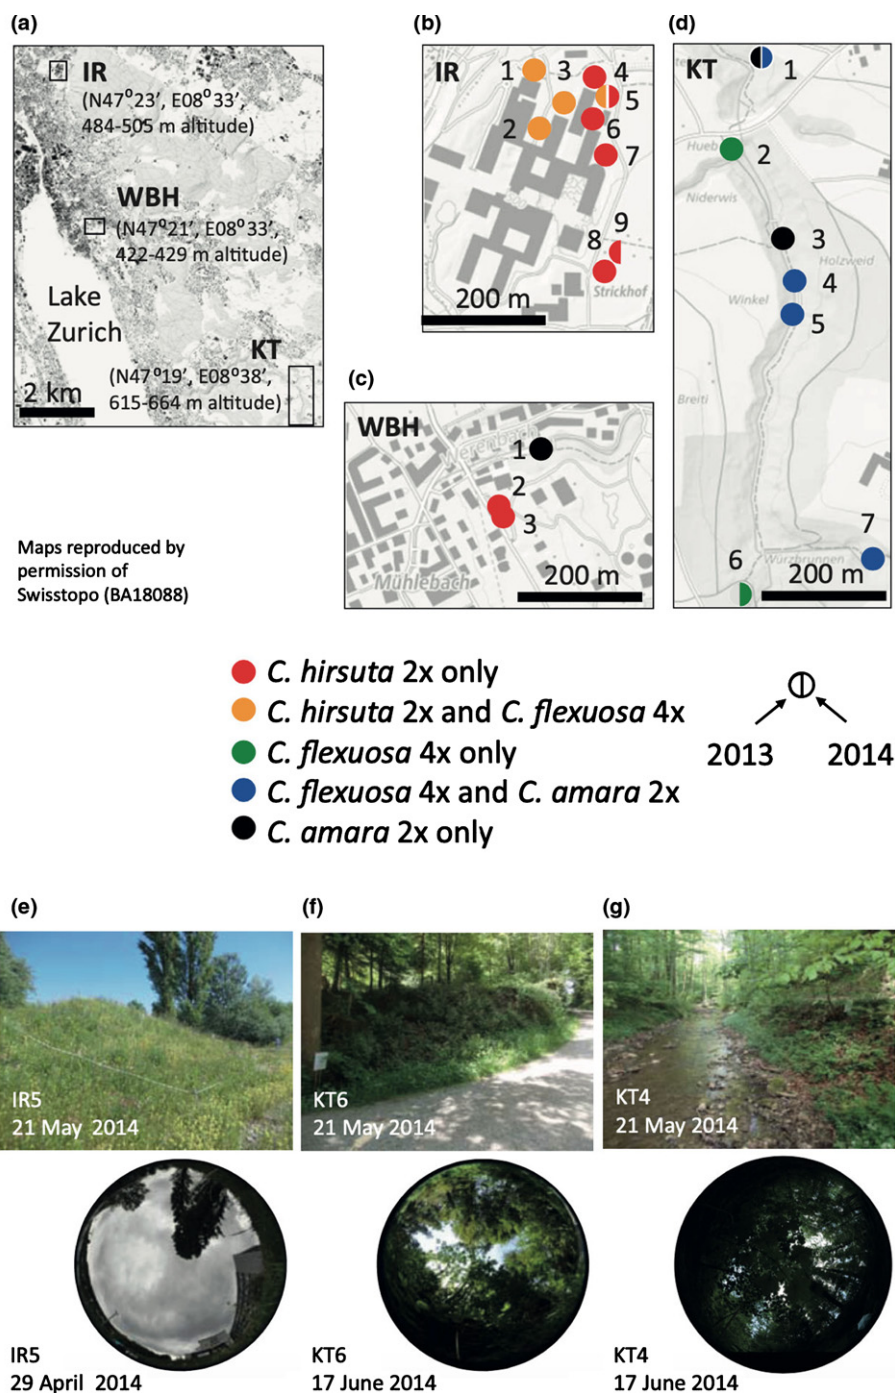 (a)
IR
(N47°23′, E08°33′,
484-505 m altitude)
WBH
(N47°21′, E08°33′,
422-429 m altitude)
Lake
Zurich
KT
(N47°19′, E08°38′,
615-664 m altitude)
2 km
Maps reproduced by
permission of
Swisstopo (BA18088)
(b)
IR
1
3
4
5
2
6
7
9
8
Strickhof
200 m
(c)
WBH
1
2
3
Mühlebach
200 m
(d)
KT
1
Hueb
2
Niderwis
3
Holzweid
4
Winkel
5
Breiti
7
6
Würzbrunnen
200 m
C. hirsuta 2x only
C. hirsuta 2x and C. flexuosa 4x
C. flexuosa 4x only
C. flexuosa 4x and C. amara 2x
C. amara 2x only
2013 2014
(e)
IR5
21 May 2014
IR5
29 April 2014
(f)
KT6
21 May 2014
KT6
17 June 2014
(g)
KT4
21 May 2014
KT4
17 June 2014